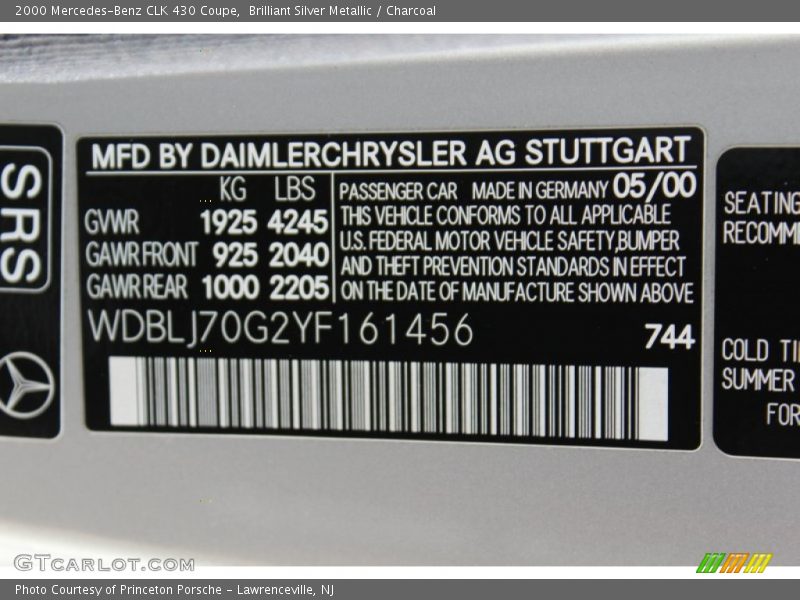 2000 Mercedes-Benz CLK 430 Coupe,  Brilliant Silver Metallic / Charcoal
SRS
MFD BY DAIMLERCHRYSLER AG STUTTGART
KG LBS
GVWR 1925 4245
GAWR FRONT 925 2040
GAWR REAR 1000 2205
PASSENGER CAR MADE IN GERMANY 05/00
THIS VEHICLE CONFORMS TO ALL APPLICABLE
U.S. FEDERAL MOTOR VEHICLE SAFETY,BUMPER
AND THEFT PREVENTION STANDARDS IN EFFECT
ON THE DATE OF MANUFACTURE SHOWN ABOVE
WDBLJ70G2YF161456
744
SEATING
RECOMM
COLD TI
SUMMER
FOR
GTCARLOT.COM
Photo Courtesy of Princeton Porsche - Lawrenceville, NJ